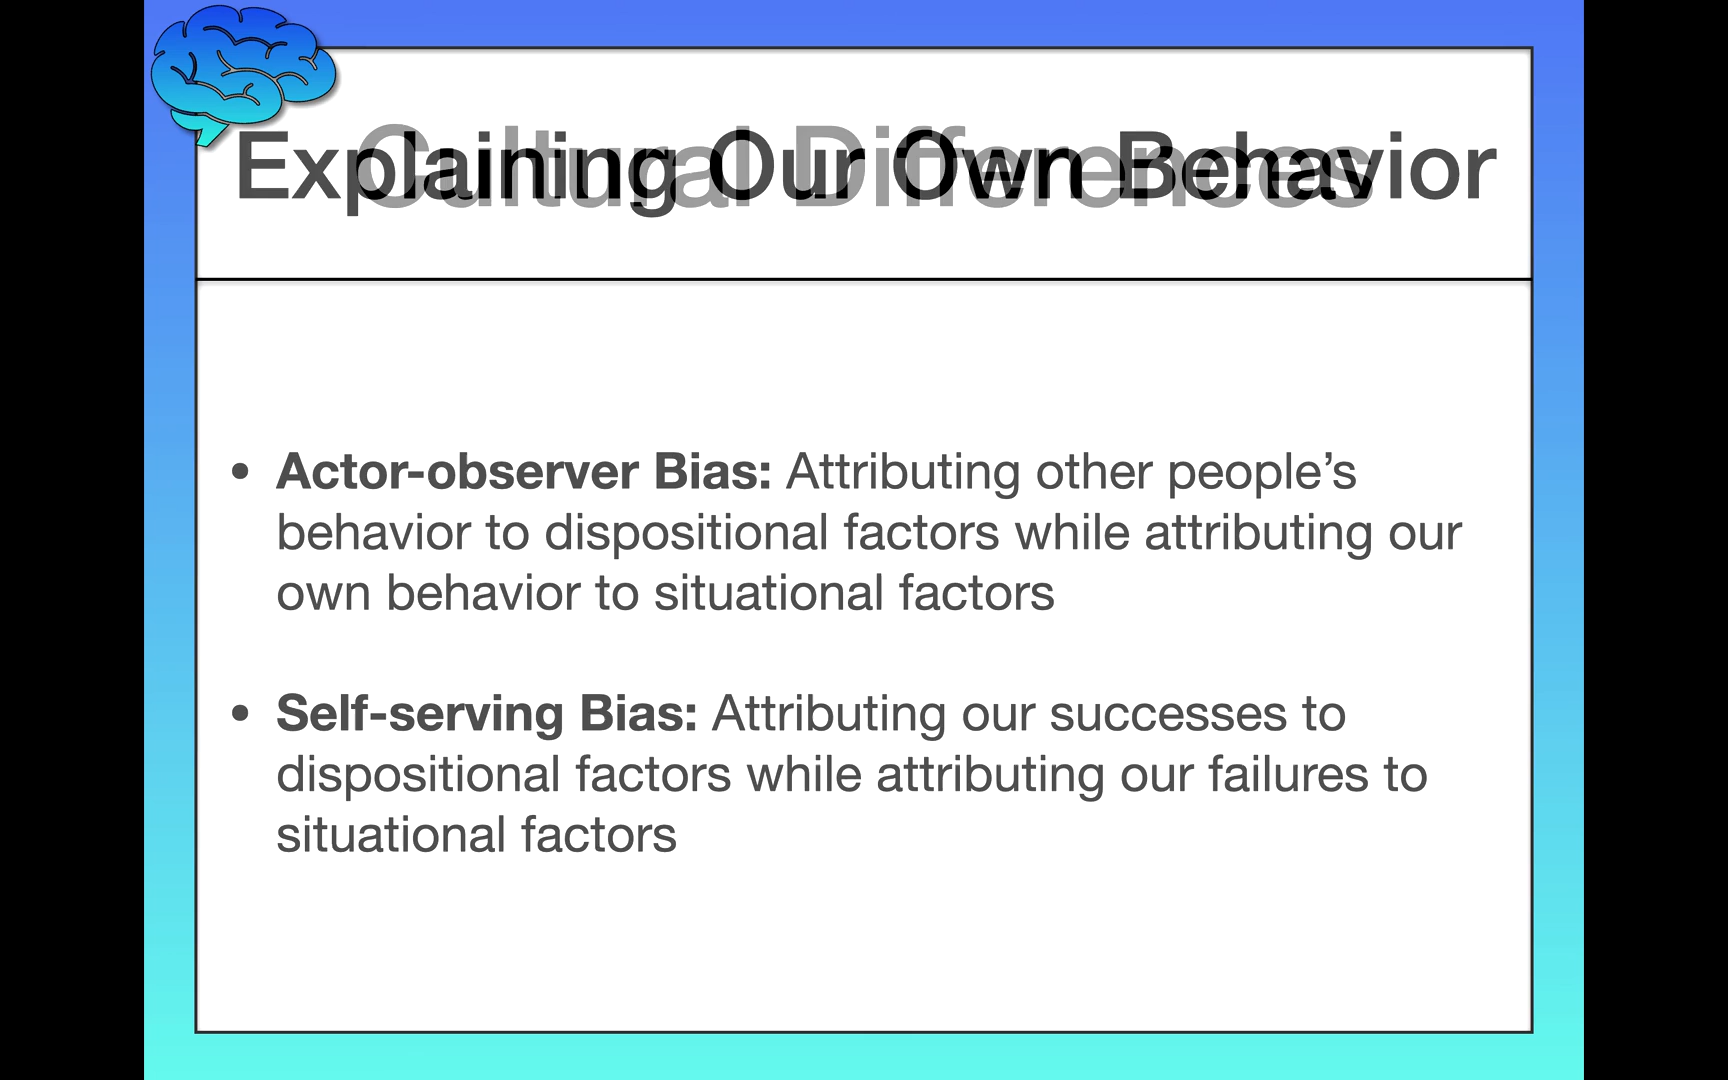 Explaining Our Own Behavior
Cultural Differences
• Actor-observer Bias: Attributing other people’s
behavior to dispositional factors while attributing our
own behavior to situational factors
• Self-serving Bias: Attributing our successes to
dispositional factors while attributing our failures to
situational factors